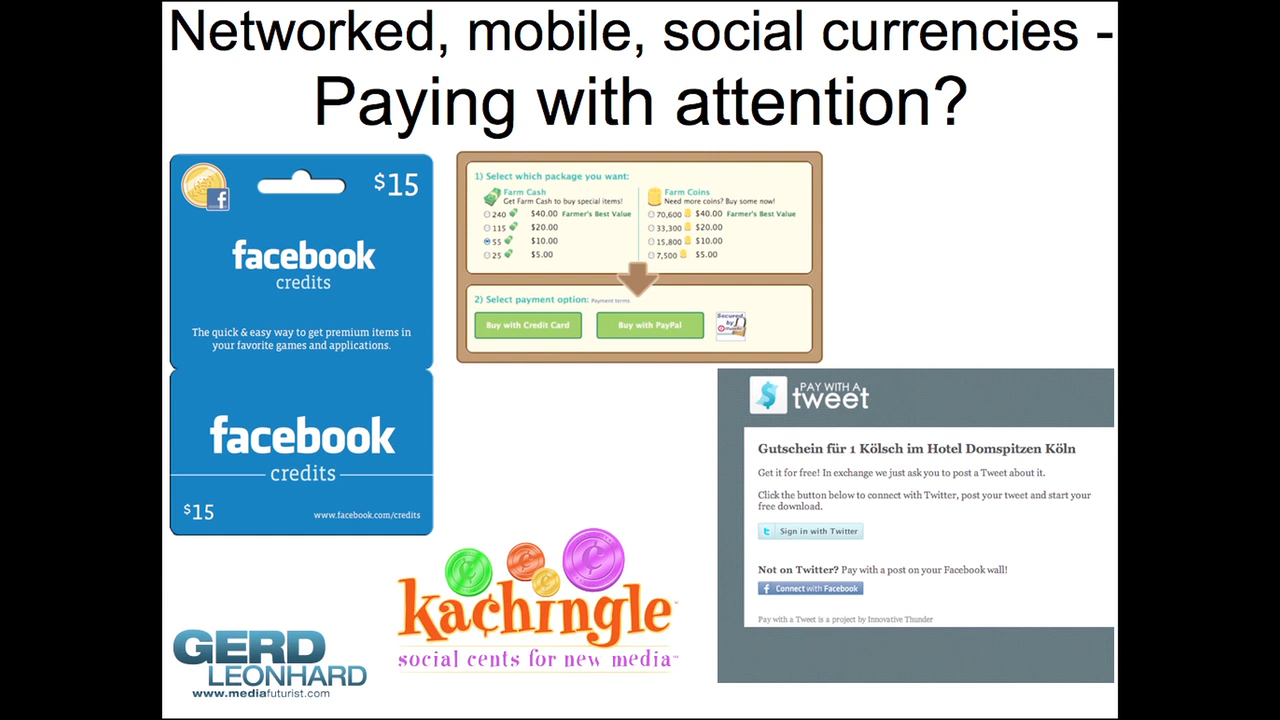 Networked, mobile, social currencies -
Paying with attention?
$15
facebook
credits
The quick & easy way to get premium items in
your favorite games and applications.
facebook
credits
$15
www.facebook.com/credits
1) Select which package you want:
Farm Cash
Get Farm Cash to buy special items!
240 $40.00 Farmer's Best Value
115 $20.00
55 $10.00
25 $5.00
Farm Coins
Need more coins? Buy some now!
70,600 $40.00 Farmer's Best Value
33,300 $20.00
15,800 $10.00
7,500 $5.00
2) Select payment option: Payment terms
Buy with Credit Card
Buy with PayPal
Secured
by
PAY WITH A
tweet
Gutschein für 1 Kölsch im Hotel Domspitzen Köln
Get it for free! In exchange we just ask you to post a Tweet about it.
Click the button below to connect with Twitter, post your tweet and start your
free download.
Sign in with Twitter
Not on Twitter? Pay with a post on your Facebook wall!
Connect with Facebook
Pay with a Tweet is a project by Innovative Thunder
ka¢hingle™
social cents for new media™
GERD
LEONHARD
www.mediafuturist.com